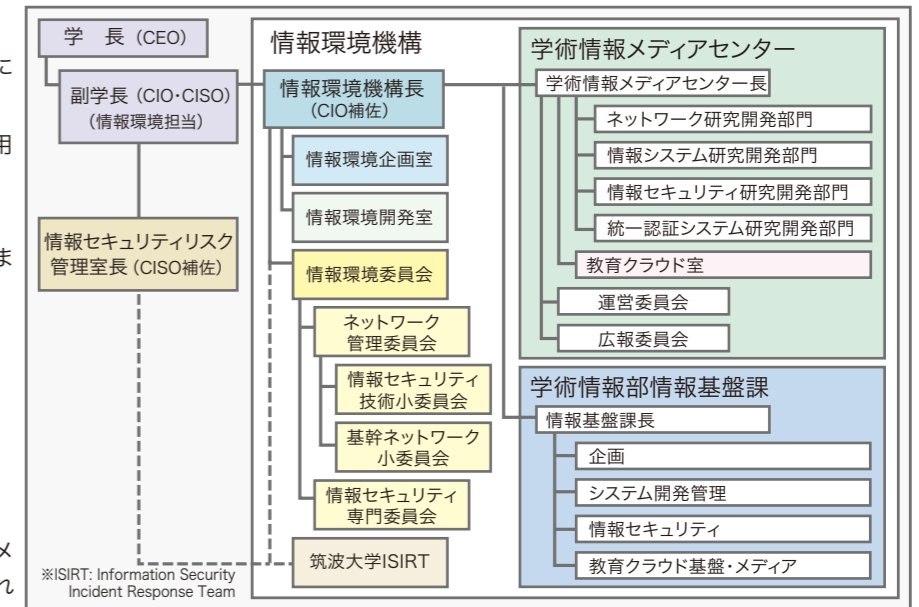 に
用
ま
メ
れ
学　長（CEO）
副学長（CIO・CISO）
（情報環境担当）
情報セキュリティリスク
管理室長（CISO補佐）
※ISIRT: Information Security
Incident Response Team
情報環境機構
情報環境機構長
（CIO補佐）
情報環境企画室
情報環境開発室
情報環境委員会
ネットワーク
管理委員会
情報セキュリティ
技術小委員会
基幹ネットワーク
小委員会
情報セキュリティ
専門委員会
筑波大学ISIRT
学術情報メディアセンター
学術情報メディアセンター長
ネットワーク研究開発部門
情報システム研究開発部門
情報セキュリティ研究開発部門
統一認証システム研究開発部門
教育クラウド室
運営委員会
広報委員会
学術情報部情報基盤課
情報基盤課長
企画
システム開発管理
情報セキュリティ
教育クラウド基盤・メディア